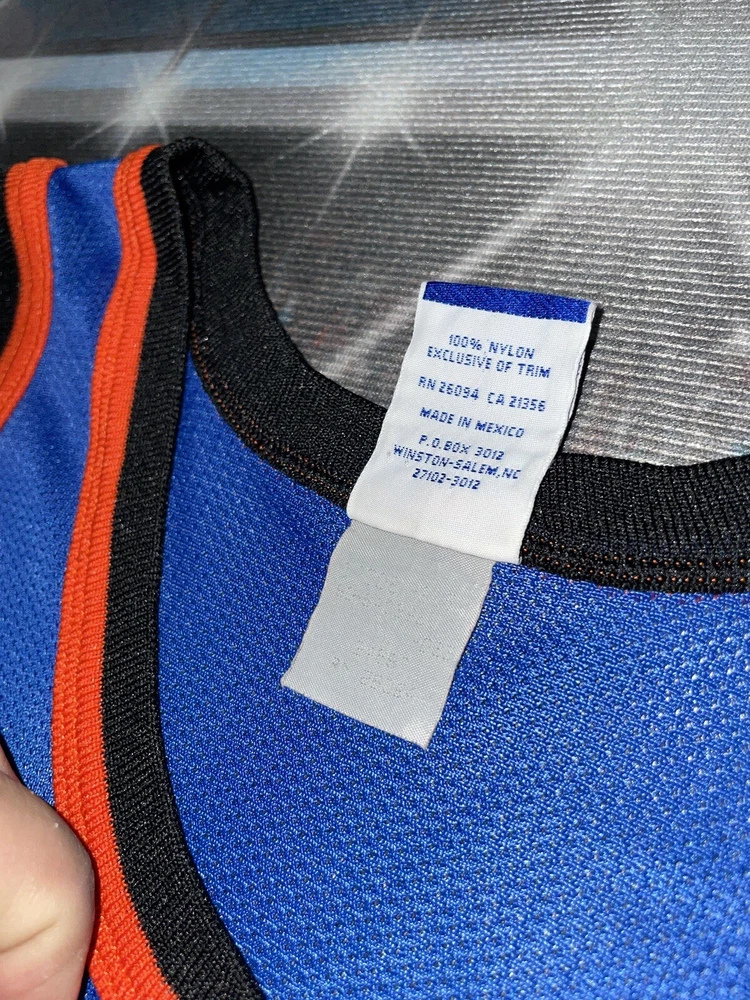 100% NYLON
EXCLUSIVE OF TRIM
RN 26094 CA 21356
MADE IN MEXICO
P.O.BOX 3012
WINSTON-SALEM,NC
27102-3012